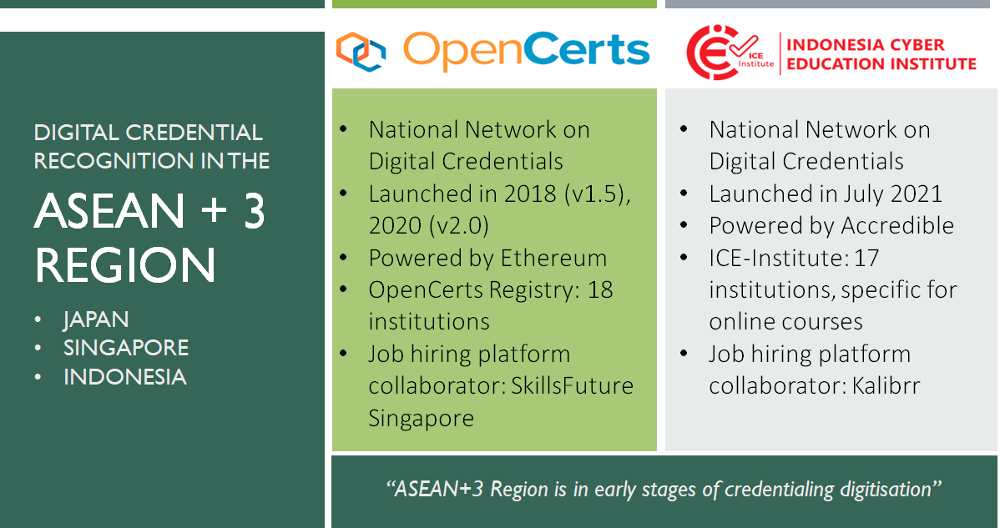 DIGITAL CREDENTIAL
RECOGNITION IN THE
ASEAN + 3
REGION
• JAPAN
• SINGAPORE
• INDONESIA
OpenCerts
• National Network on
Digital Credentials
• Launched in 2018 (v1.5),
2020 (v2.0)
• Powered by Ethereum
• OpenCerts Registry: 18
institutions
• Job hiring platform
collaborator: SkillsFuture
Singapore
ICE
Institute
INDONESIA CYBER
EDUCATION INSTITUTE
• National Network on
Digital Credentials
• Launched in July 2021
• Powered by Accredible
• ICE-Institute: 17
institutions, specific for
online courses
• Job hiring platform
collaborator: Kalibrr
“ASEAN+3 Region is in early stages of credentialing digitisation”